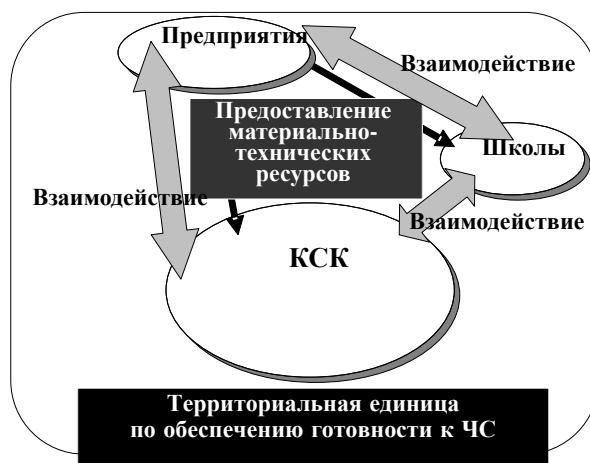 Предприятия
Взаимодействие
Предоставление
материально-
технических
ресурсов
Школы
Взаимодействие
Взаимодействие
КСК
Территориальная единица
по обеспечению готовности к ЧС